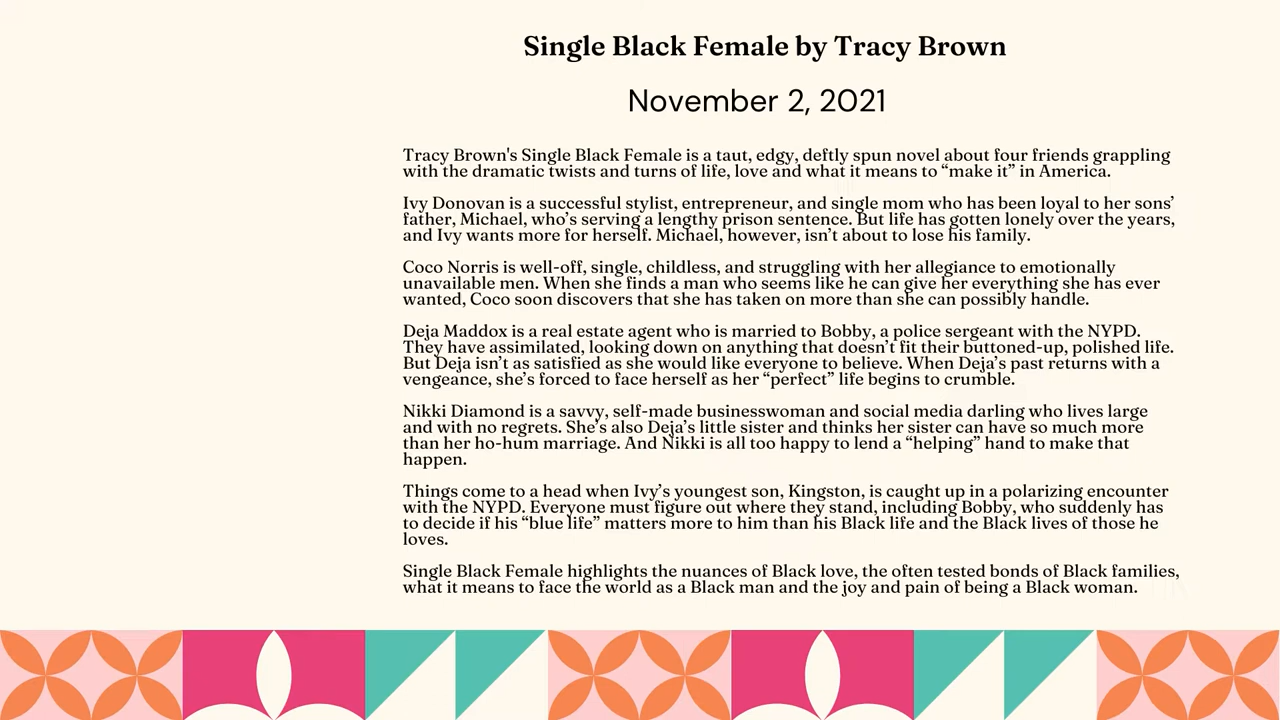 Single Black Female by Tracy Brown
November 2, 2021
Tracy Brown's Single Black Female is a taut, edgy, deftly spun novel about four friends grappling
with the dramatic twists and turns of life, love and what it means to “make it” in America.
Ivy Donovan is a successful stylist, entrepreneur, and single mom who has been loyal to her sons’
father, Michael, who’s serving a lengthy prison sentence. But life has gotten lonely over the years,
and Ivy wants more for herself. Michael, however, isn’t about to lose his family.
Coco Norris is well-off, single, childless, and struggling with her allegiance to emotionally
unavailable men. When she finds a man who seems like he can give her everything she has ever
wanted, Coco soon discovers that she has taken on more than she can possibly handle.
Deja Maddox is a real estate agent who is married to Bobby, a police sergeant with the NYPD.
They have assimilated, looking down on anything that doesn’t fit their buttoned-up, polished life.
But Deja isn’t as satisfied as she would like everyone to believe. When Deja’s past returns with a
vengeance, she’s forced to face herself as her “perfect” life begins to crumble.
Nikki Diamond is a savvy, self-made businesswoman and social media darling who lives large
and with no regrets. She’s also Deja’s little sister and thinks her sister can have so much more
than her ho-hum marriage. And Nikki is all too happy to lend a “helping” hand to make that
happen.
Things come to a head when Ivy’s youngest son, Kingston, is caught up in a polarizing encounter
with the NYPD. Everyone must figure out where they stand, including Bobby, who suddenly has
to decide if his “blue life” matters more to him than his Black life and the Black lives of those he
loves.
Single Black Female highlights the nuances of Black love, the often tested bonds of Black families,
what it means to face the world as a Black man and the joy and pain of being a Black woman.